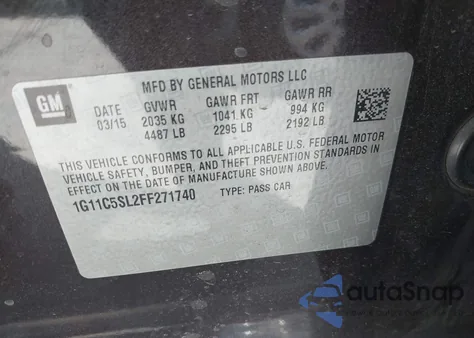 MFD BY GENERAL MOTORS LLC
GM
DATE GVWR GAWR FRT GAWR RR
03/15 2035 KG 1041 KG 994 KG
4487 LB 2295 LB 2192 LB
THIS VEHICLE CONFORMS TO ALL APPLICABLE U.S. FEDERAL MOTOR
VEHICLE SAFETY, BUMPER, AND THEFT PREVENTION STANDARDS IN
EFFECT ON THE DATE OF MANUFACTURE SHOWN ABOVE.
1G11C5SL2FF271740 TYPE: PASS CAR
autoSnap